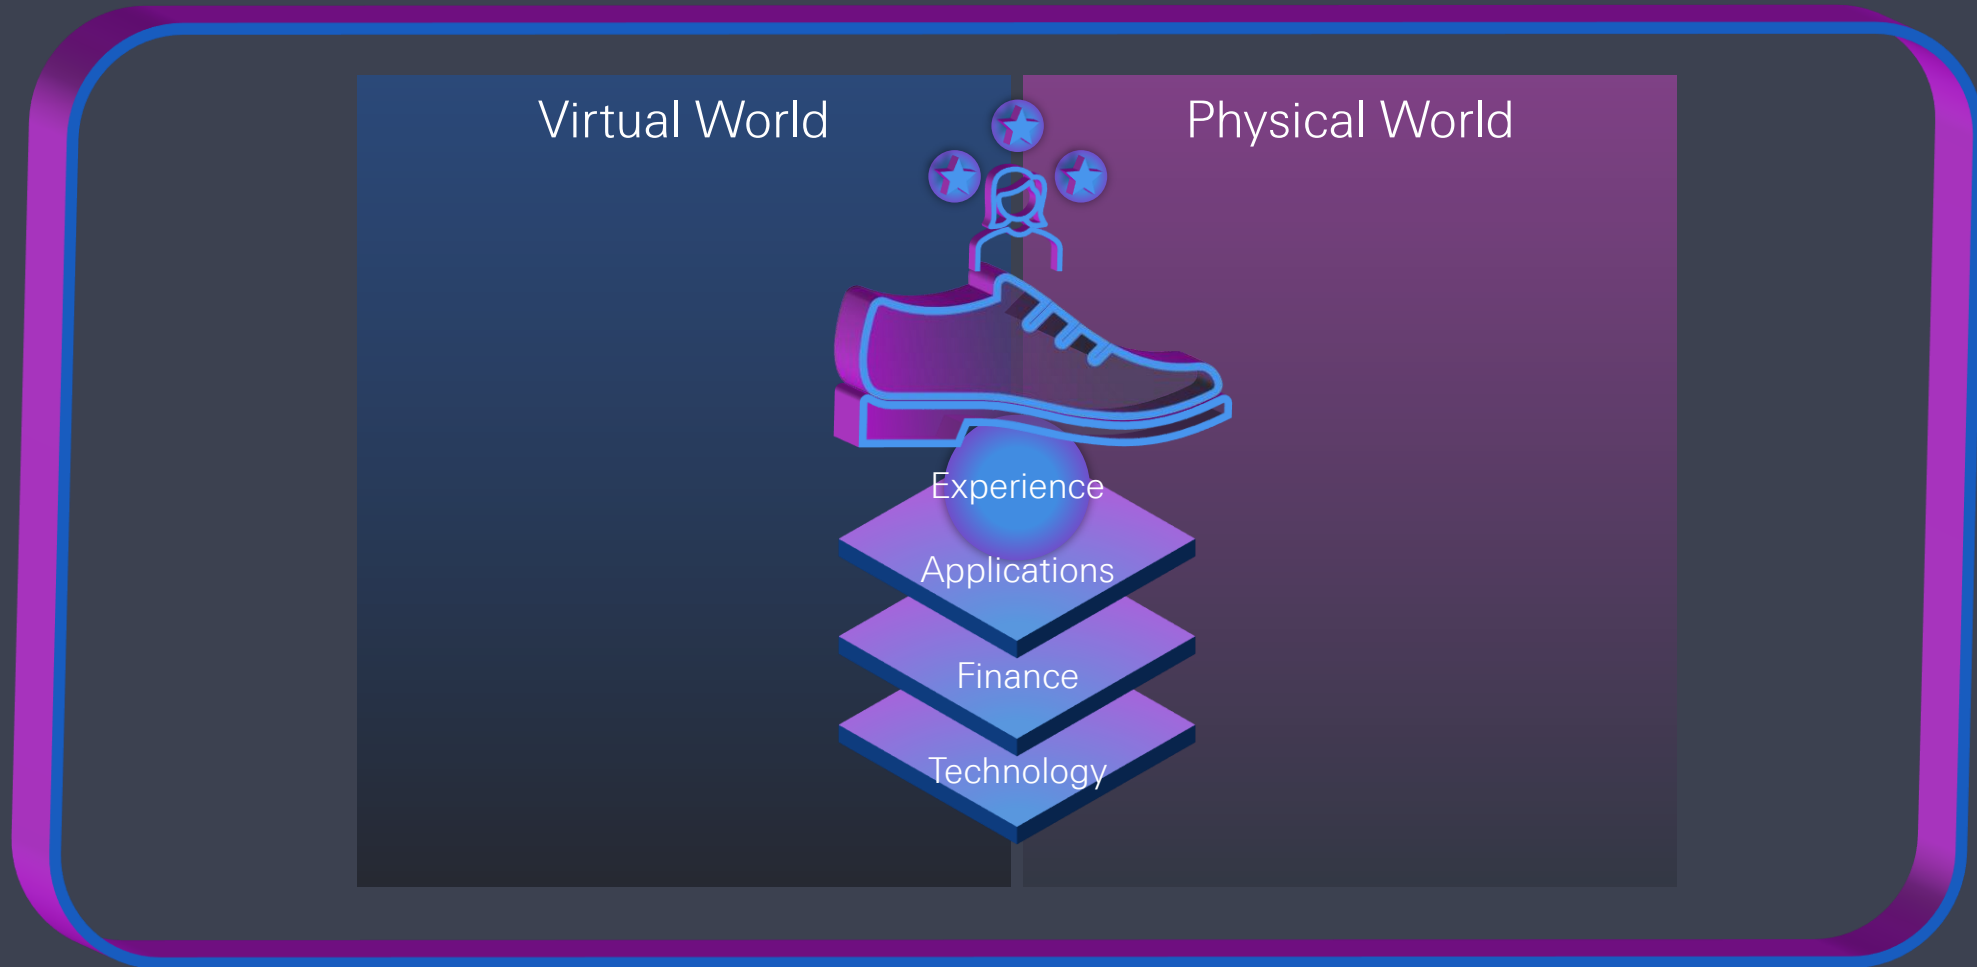 Virtual World
Physical World
Experience
Applications
Finance
Technology